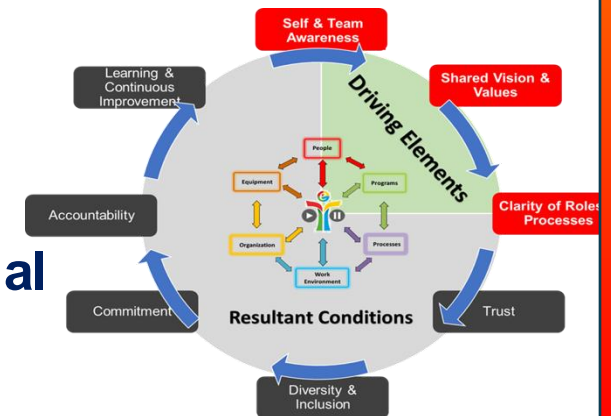 Self & Team
Awareness
Learning &
Continuous
Improvement
Shared Vision &
Values
Driving Elements
People
Equipment
Programs
Accountability
Clarity of Roles
Processes
Organization
Processes
al
Work
Environment
Commitment
Resultant Conditions
Trust
Diversity &
Inclusion